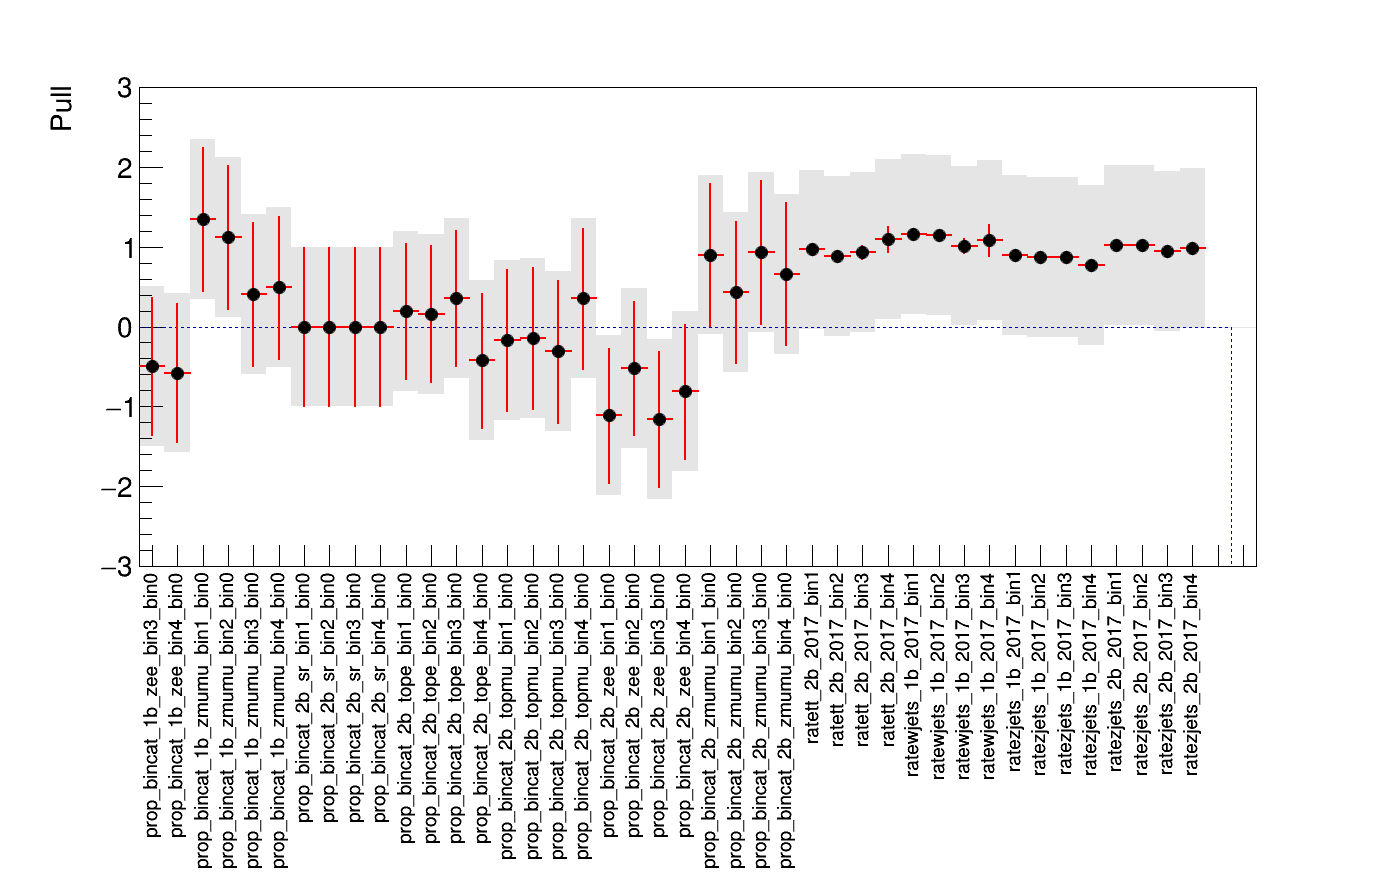 Pull
3
2
1
0
−1
−2
−3
prop_bincat_1b_zee_bin3_bin0
prop_bincat_1b_zee_bin4_bin0
prop_bincat_1b_zmumu_bin1_bin0
prop_bincat_1b_zmumu_bin2_bin0
prop_bincat_1b_zmumu_bin3_bin0
prop_bincat_1b_zmumu_bin4_bin0
prop_bincat_2b_sr_bin1_bin0
prop_bincat_2b_sr_bin2_bin0
prop_bincat_2b_sr_bin3_bin0
prop_bincat_2b_sr_bin4_bin0
prop_bincat_2b_tope_bin1_bin0
prop_bincat_2b_tope_bin2_bin0
prop_bincat_2b_tope_bin3_bin0
prop_bincat_2b_tope_bin4_bin0
prop_bincat_2b_topmu_bin1_bin0
prop_bincat_2b_topmu_bin2_bin0
prop_bincat_2b_topmu_bin3_bin0
prop_bincat_2b_topmu_bin4_bin0
prop_bincat_2b_zee_bin1_bin0
prop_bincat_2b_zee_bin2_bin0
prop_bincat_2b_zee_bin3_bin0
prop_bincat_2b_zee_bin4_bin0
prop_bincat_2b_zmumu_bin1_bin0
prop_bincat_2b_zmumu_bin2_bin0
prop_bincat_2b_zmumu_bin3_bin0
prop_bincat_2b_zmumu_bin4_bin0
ratett_2b_2017_bin1
ratett_2b_2017_bin2
ratett_2b_2017_bin3
ratett_2b_2017_bin4
ratewjets_1b_2017_bin1
ratewjets_1b_2017_bin2
ratewjets_1b_2017_bin3
ratewjets_1b_2017_bin4
ratezjets_1b_2017_bin1
ratezjets_1b_2017_bin2
ratezjets_1b_2017_bin3
ratezjets_1b_2017_bin4
ratezjets_2b_2017_bin1
ratezjets_2b_2017_bin2
ratezjets_2b_2017_bin3
ratezjets_2b_2017_bin4